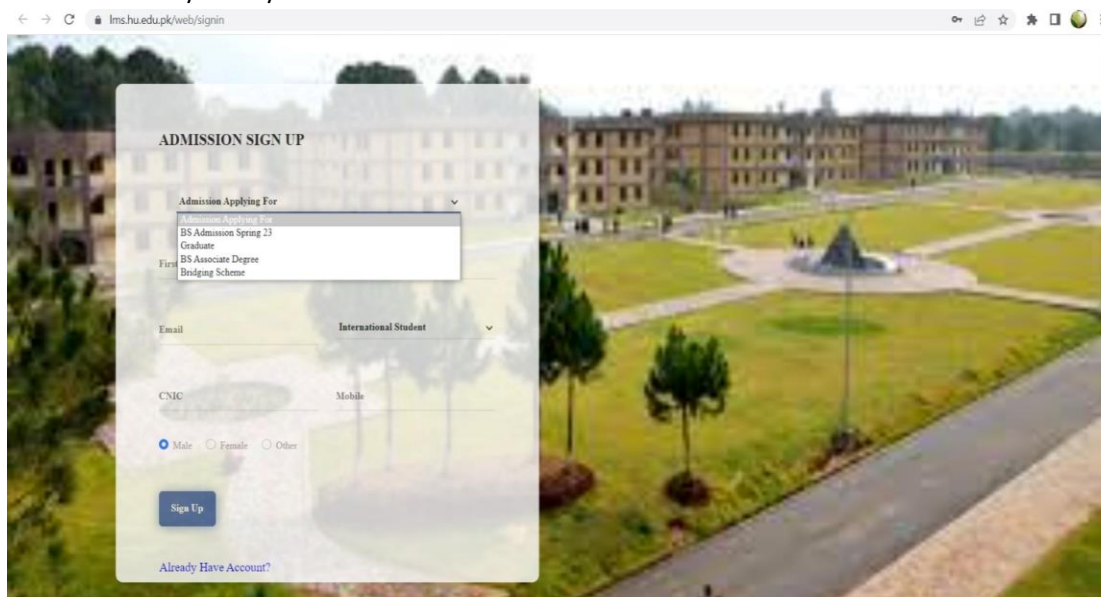 lms.hu.edu.pk/web/signin
ADMISSION SIGN UP
Admission Applying For
Admission Applying For
BS Admission Spring 23
Graduate
BS Associate Degree
Bridging Scheme
First
Email
International Student
CNIC
Mobile
Male
Female
Other
Sign Up
Already Have Account?